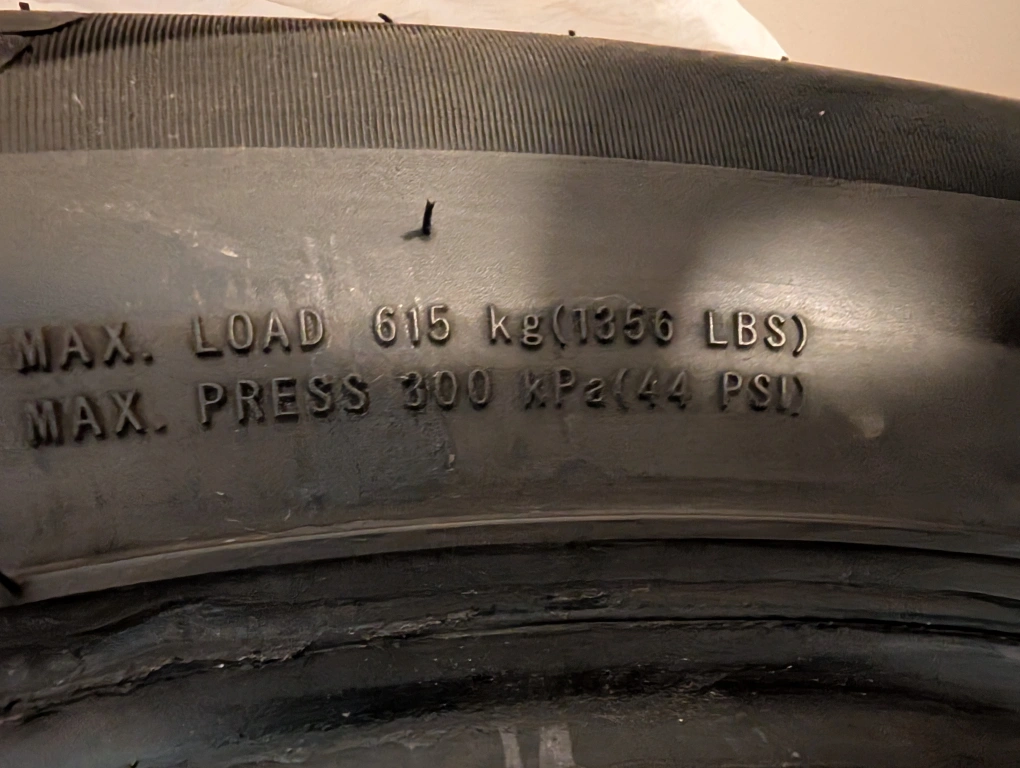 MAX. LOAD 615 kg(1356 LBS)
MAX. PRESS 300 kPa(44 PSI)